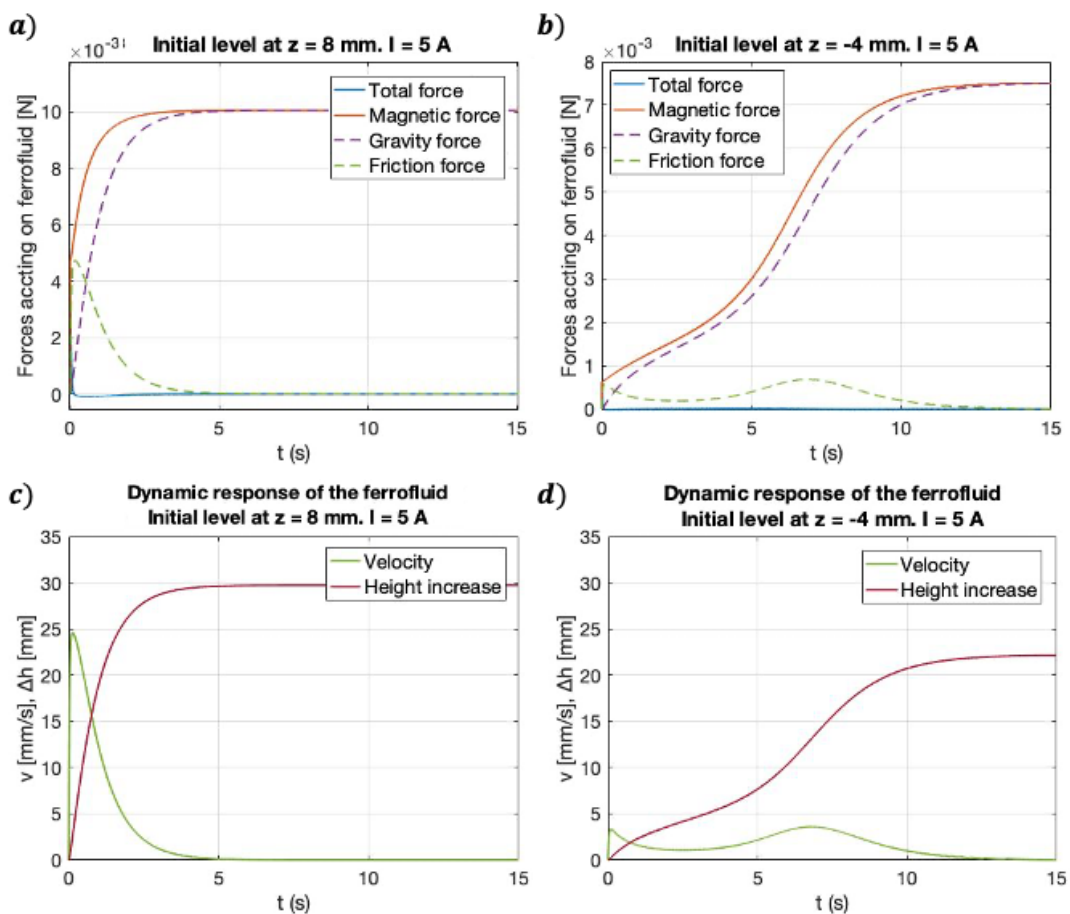 a)
×10⁻³
Initial level at z = 8 mm. I = 5 A
Forces accting on ferrofluid [N]
10
8
6
4
2
0
Total force
Magnetic force
Gravity force
Friction force
0 5 10 15
t (s)
b)
×10⁻³
Initial level at z = -4 mm. I = 5 A
Forces accting on ferrofluid [N]
8
7
6
5
4
3
2
1
0
Total force
Magnetic force
Gravity force
Friction force
0 5 10 15
t (s)
c)
Dynamic response of the ferrofluid
Initial level at z = 8 mm. I = 5 A
v [mm/s], Δh [mm]
35
30
25
20
15
10
5
0
Velocity
Height increase
0 5 10 15
t (s)
d)
Dynamic response of the ferrofluid
Initial level at z = -4 mm. I = 5 A
v [mm/s], Δh [mm]
35
30
25
20
15
10
5
0
Velocity
Height increase
0 5 10 15
t (s)